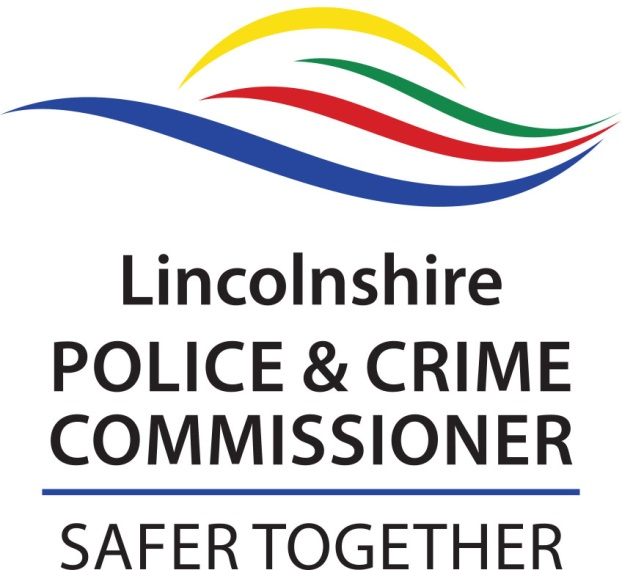 Lincolnshire
POLICE & CRIME
COMMISSIONER
SAFER TOGETHER